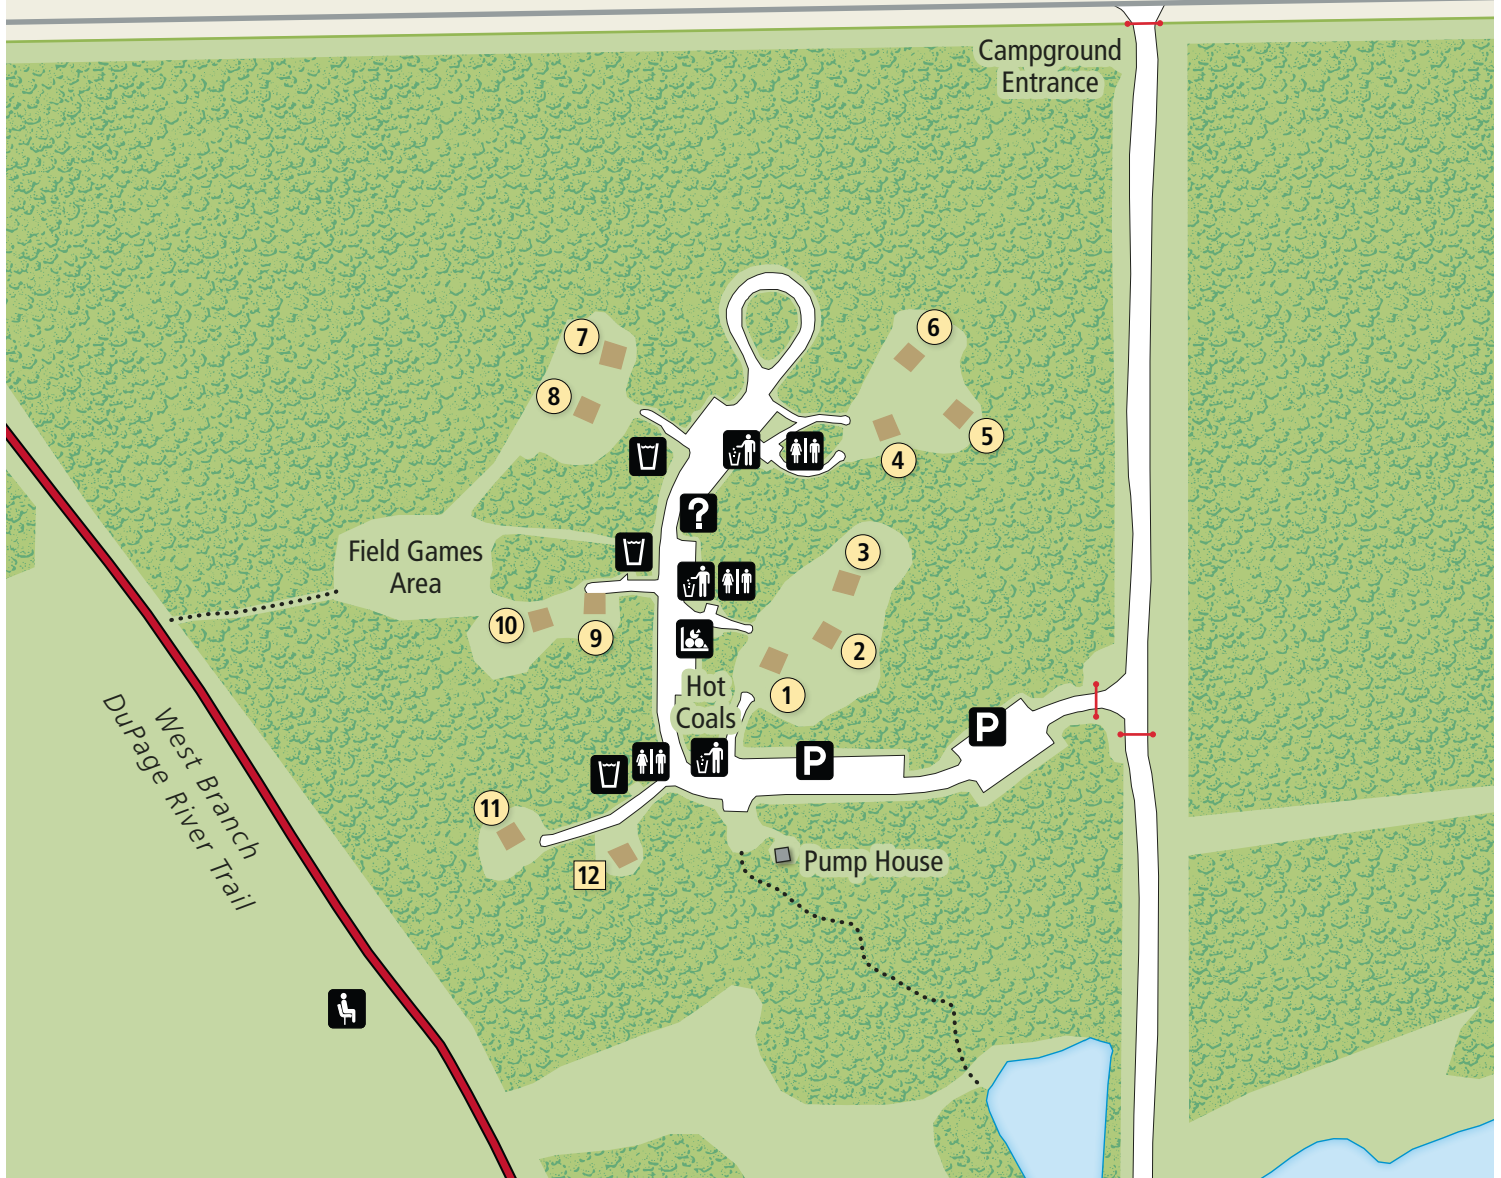 Campground
Entrance
6
7
8
5
4
?
Field Games
Area
3
10
9
2
1
Hot
Coals
P
P
West Branch
DuPage River Trail
11
12
Pump House